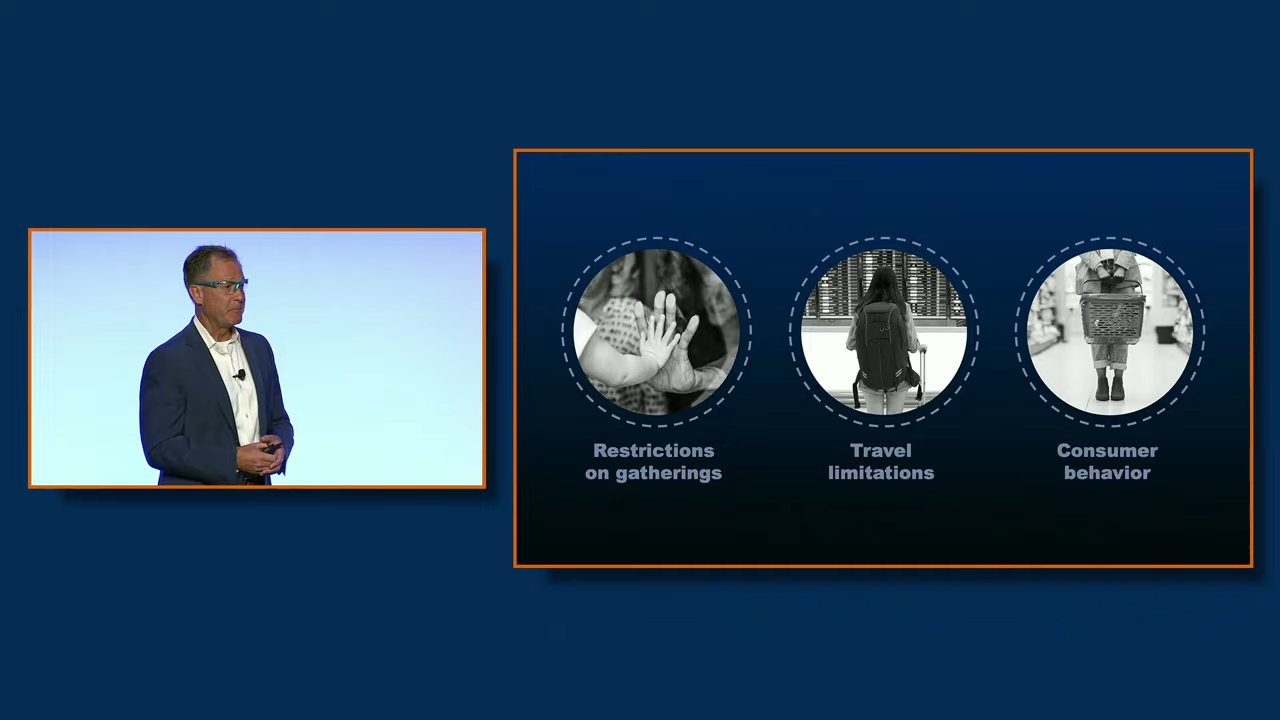 Restrictions
on gatherings
Travel
limitations
Consumer
behavior